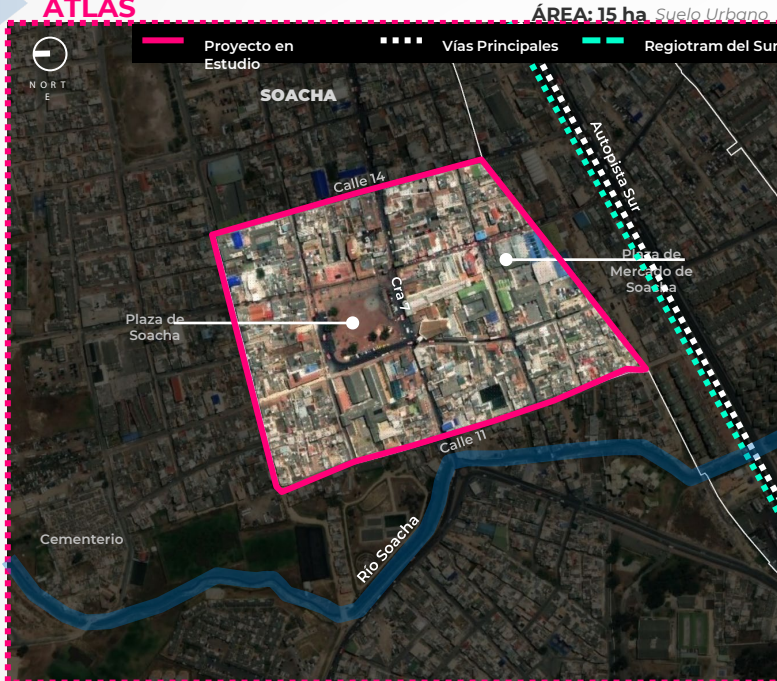 ATLAS
ÁREA: 15 ha Suelo Urbano
Proyecto en
Estudio
Vías Principales
Regiotram del Sur
NORT
E
SOACHA
Autopista Sur
Calle 14
Plaza de
Mercado de
Soacha
Cra 7
Plaza de
Soacha
Calle 11
Río Soacha
Cementerio